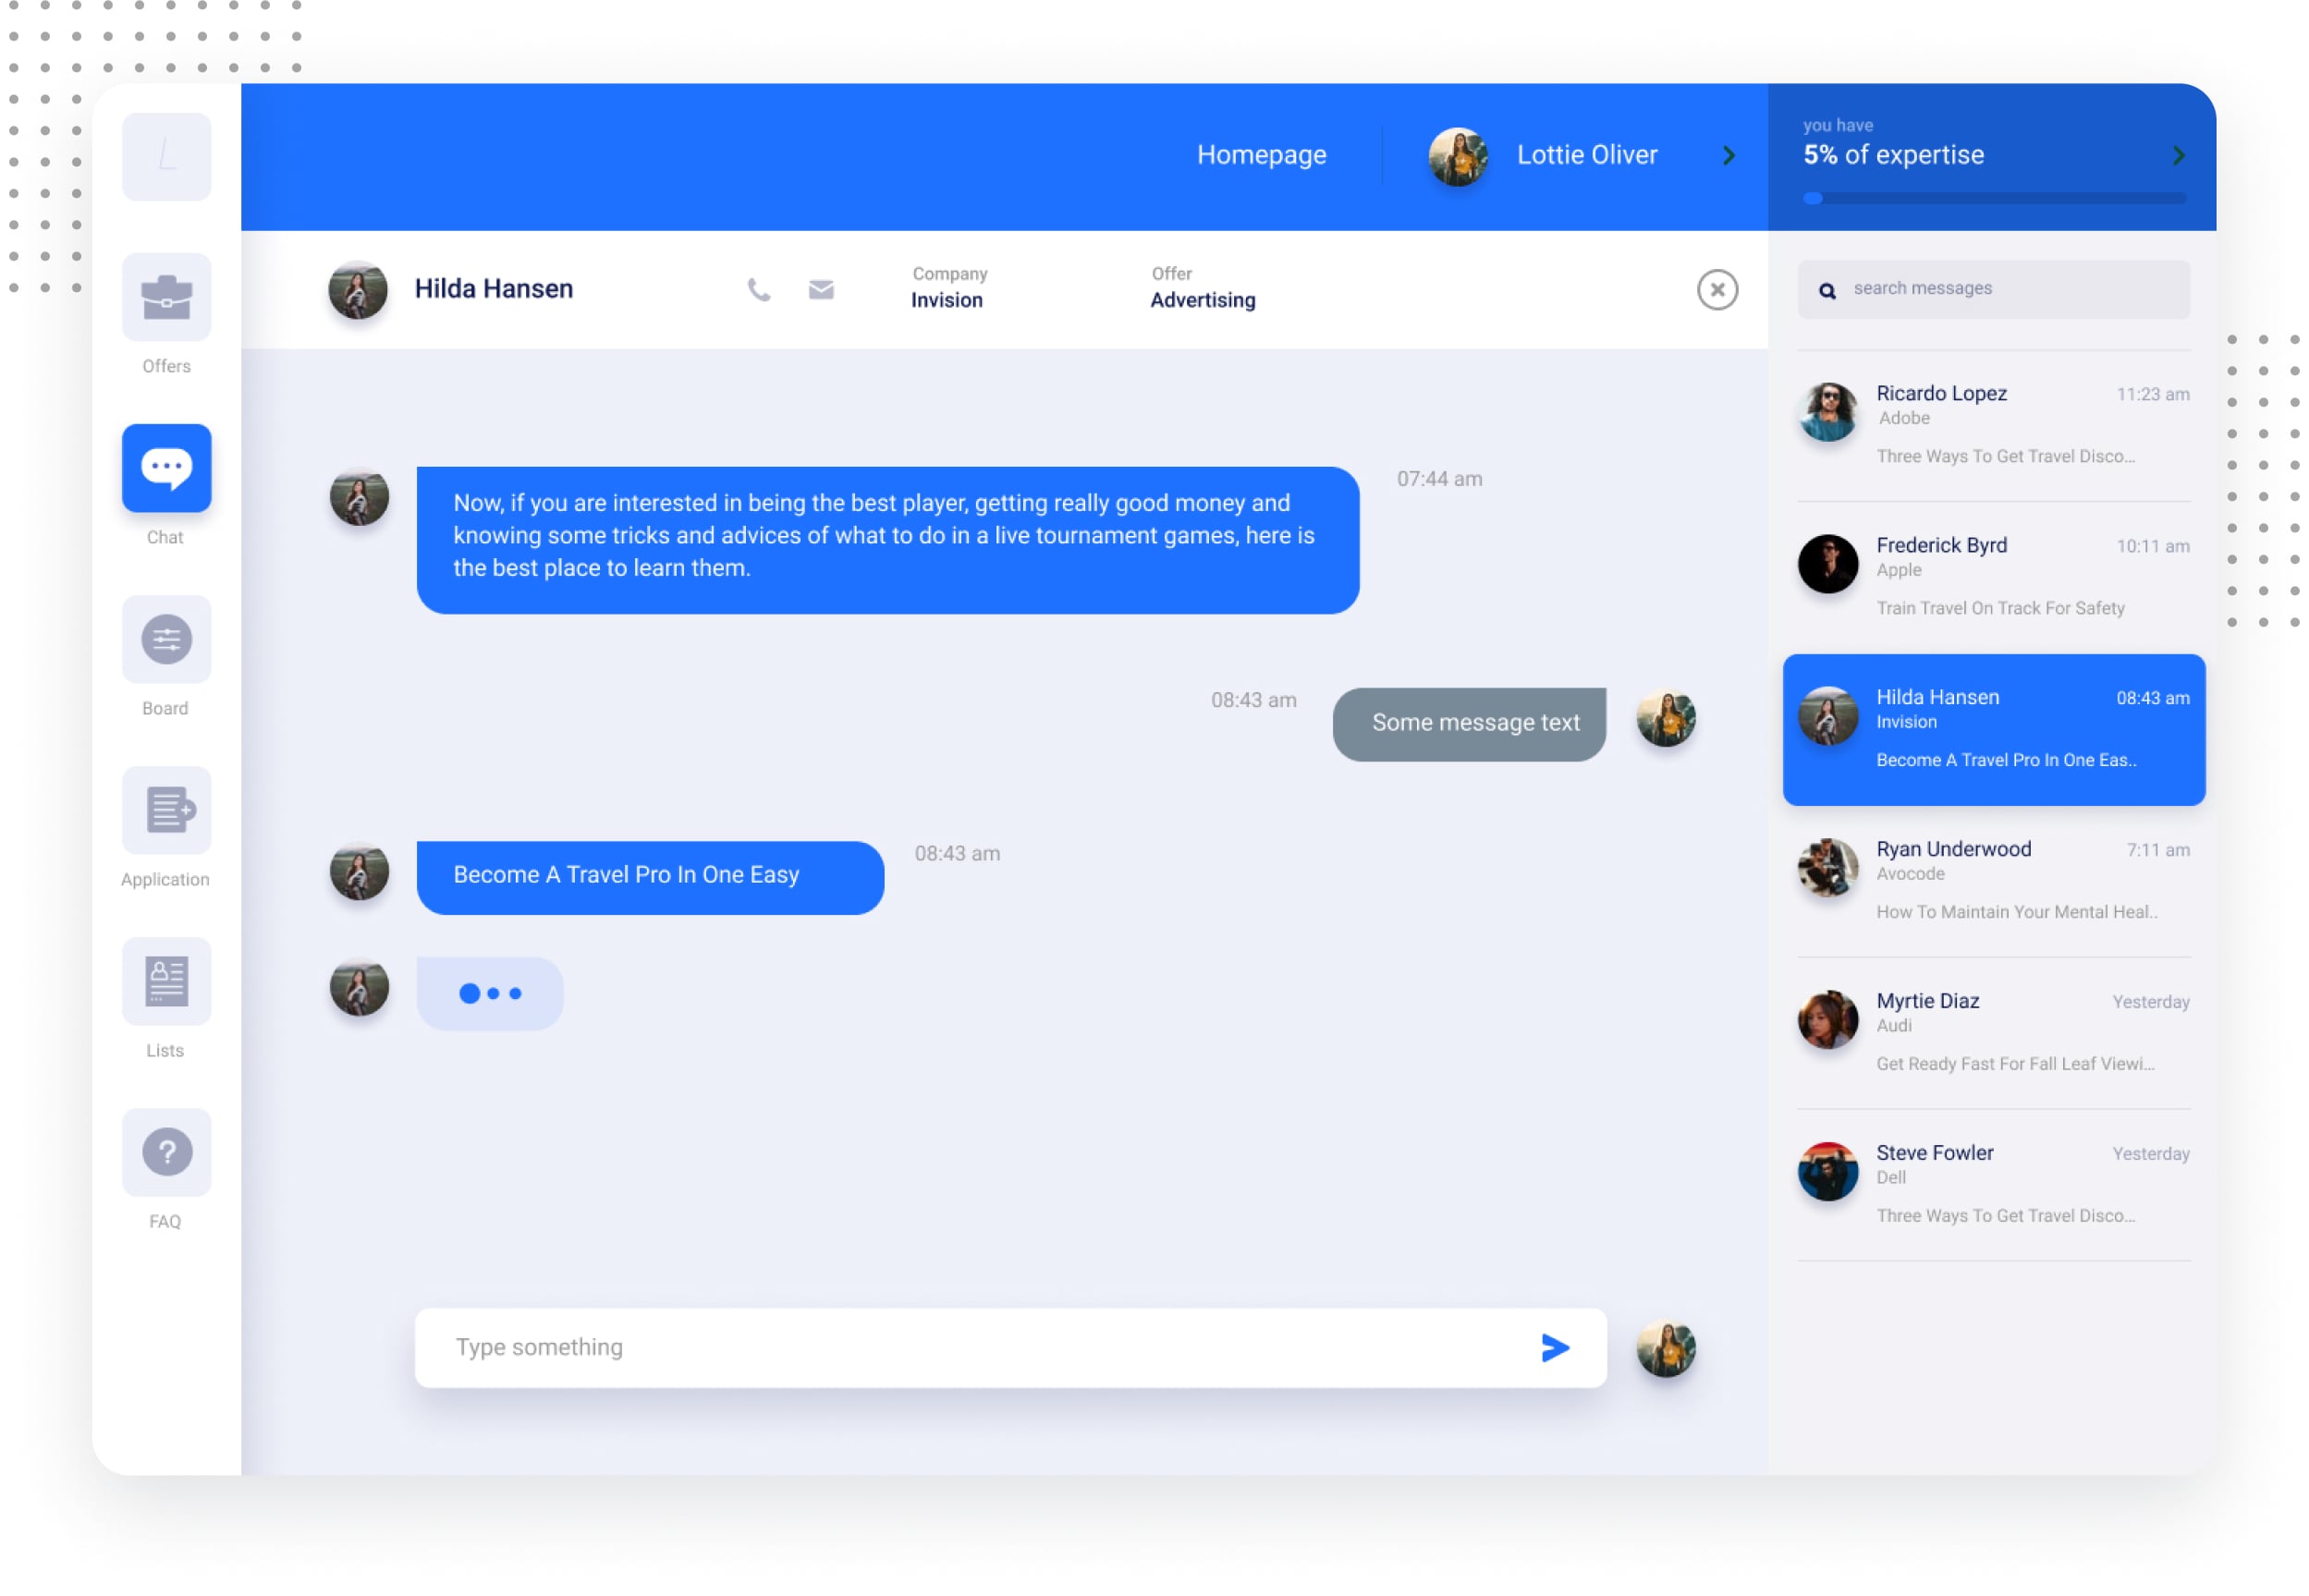 L
Homepage
Lottie Oliver
you have
5% of expertise
Offers
Chat
Board
Application
Lists
FAQ
Hilda Hansen
Company
Invision
Offer
Advertising
Now, if you are interested in being the best player, getting really good money and
knowing some tricks and advices of what to do in a live tournament games, here is
the best place to learn them.
07:44 am
08:43 am
Some message text
Become A Travel Pro In One Easy
08:43 am
Type something
search messages
Ricardo Lopez
11:23 am
Adobe
Three Ways To Get Travel Disco...
Frederick Byrd
10:11 am
Apple
Train Travel On Track For Safety
Hilda Hansen
08:43 am
Invision
Become A Travel Pro In One Eas..
Ryan Underwood
7:11 am
Avocode
How To Maintain Your Mental Heal..
Myrtie Diaz
Yesterday
Audi
Get Ready Fast For Fall Leaf Viewi...
Steve Fowler
Yesterday
Dell
Three Ways To Get Travel Disco...